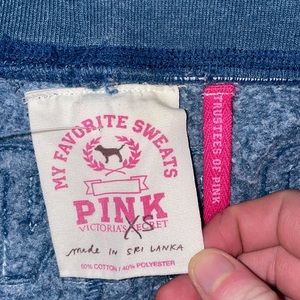 MY FAVORITE SWEATS
PINK
VICTORIA'S SECRET
XS
made IN SRI LANKA
60% COTTON / 40% POLYESTER
TRUSTEES OF PINK